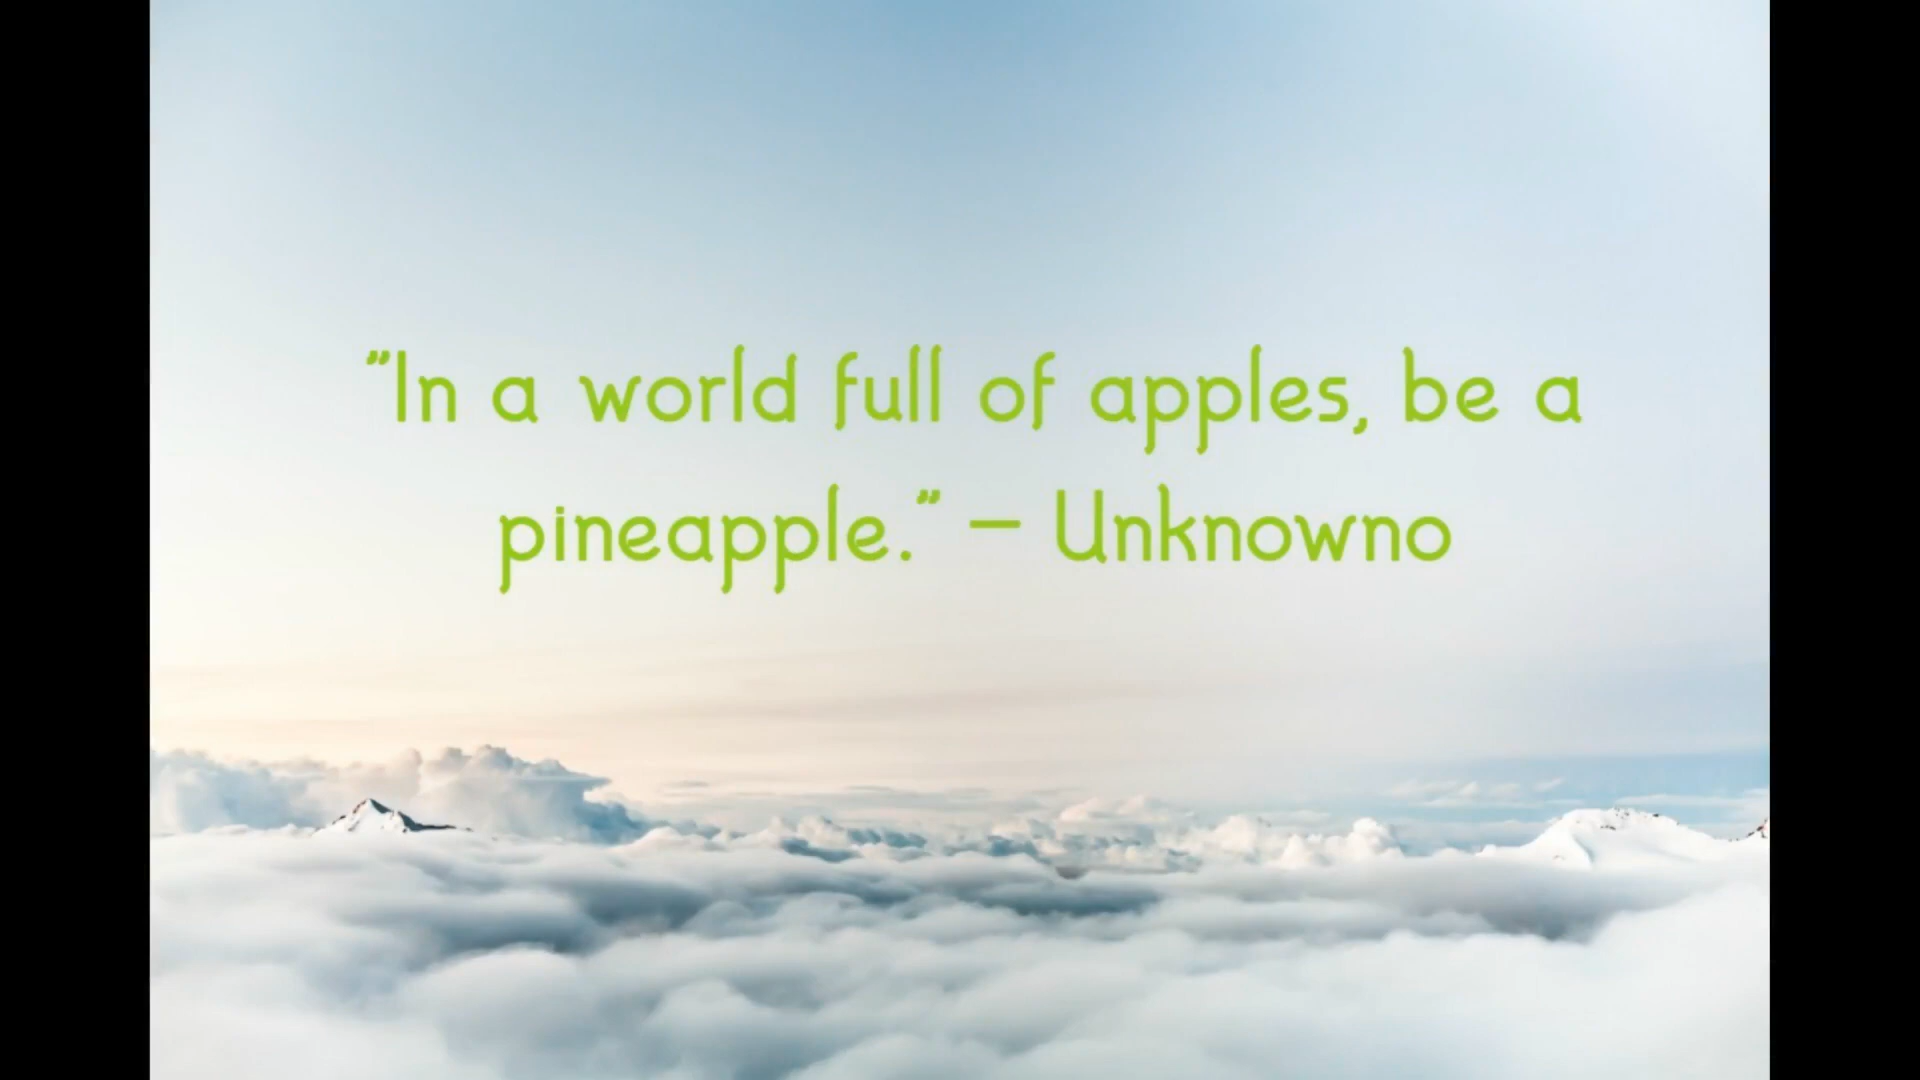 "In a world full of apples, be a
pineapple." – Unknowno